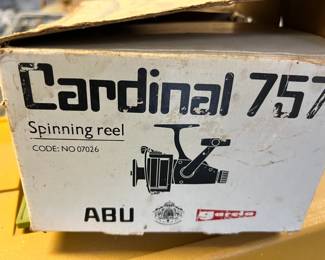 Cardinal 757
Spinning reel
CODE: NO 07026
ABU garcia